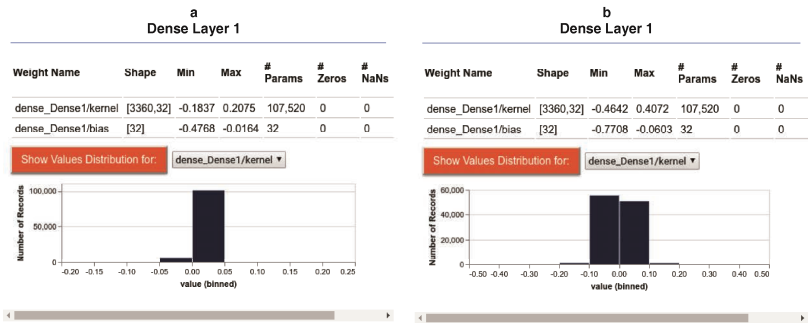 a
Dense Layer 1
Weight Name Shape Min Max # Params # Zeros # NaNs
dense_Dense1/kernel [3360,32] -0.1837 0.2075 107,520 0 0
dense_Dense1/bias [32] -0.4768 -0.0164 32 0 0
Show Values Distribution for: dense_Dense1/kernel ▼
Number of Records
100,000
50,000
0
-0.20 -0.15 -0.10 -0.05 0.00 0.05 0.10 0.15 0.20 0.25
value (binned)
b
Dense Layer 1
Weight Name Shape Min Max # Params # Zeros # NaNs
dense_Dense1/kernel [3360,32] -0.4642 0.4072 107,520 0 0
dense_Dense1/bias [32] -0.7708 -0.0603 32 0 0
Show Values Distribution for: dense_Dense1/kernel ▼
Number of Records
60,000
40,000
20,000
0
-0.50 -0.40 -0.30 -0.20 -0.10 0.00 0.10 0.20 0.30 0.40 0.50
value (binned)